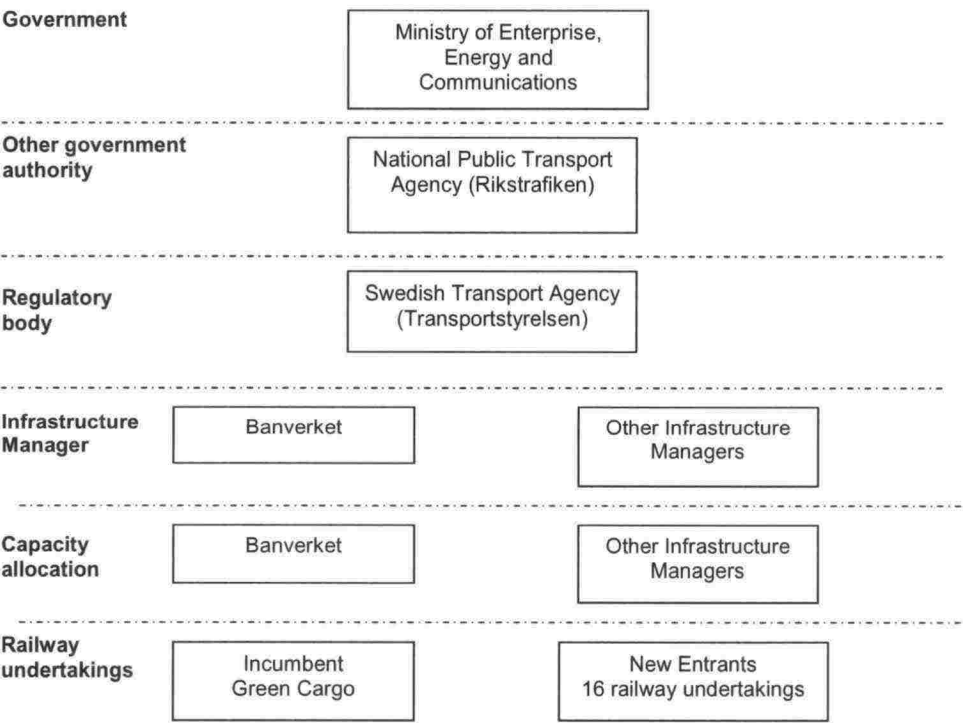 Government
Ministry of Enterprise,
Energy and
Communications
Other government
authority
National Public Transport
Agency (Rikstrafiken)
Regulatory
body
Swedish Transport Agency
(Transportstyrelsen)
Infrastructure
Manager
Banverket
Other Infrastructure
Managers
Capacity
allocation
Banverket
Other Infrastructure
Managers
Railway
undertakings
Incumbent
Green Cargo
New Entrants
16 railway undertakings